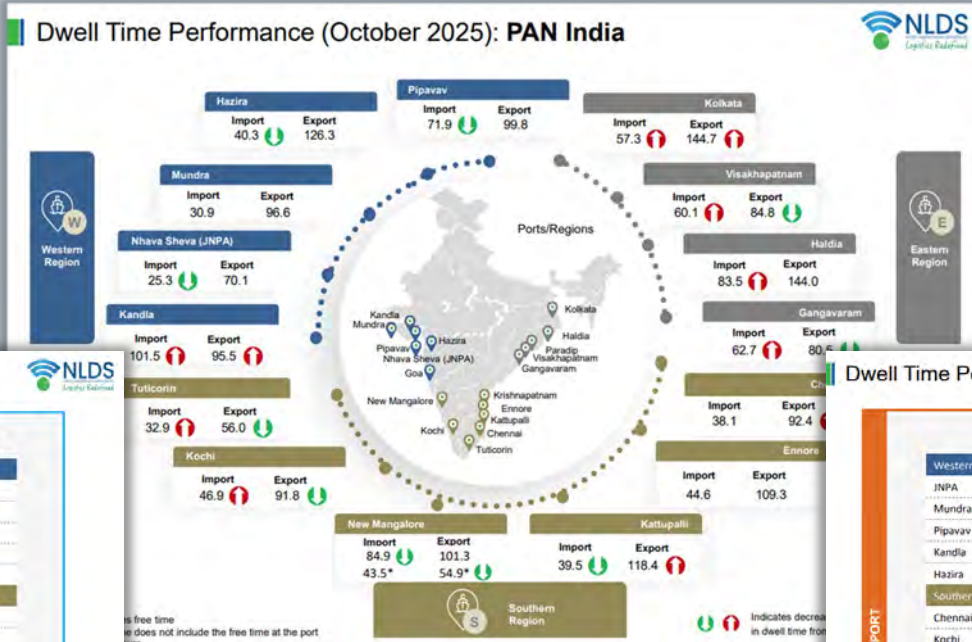 Dwell Time Performance (October 2025): PAN India
NLDS
Logistics Redefined
Hazira
Import Export
40.3 126.3
Pipavav
Import Export
71.9 99.8
Kolkata
Import Export
57.3 144.7
W
Western
Region
Mundra
Import Export
30.9 96.6
Visakhapatnam
Import Export
60.1 84.8
E
Eastern
Region
Nhava Sheva (JNPA)
Import Export
25.3 70.1
Haldia
Import Export
83.5 144.0
Kandla
Import Export
101.5 95.5
Gangavaram
Import Export
62.7 80.5
Ports/Regions
Kandla
Mundra
Pipavav
Hazira
Nhava Sheva (JNPA)
Goa
Kolkata
Haldia
Paradip
Visakhapatnam
Gangavaram
New Mangalore
Kochi
Krishnapatnam
Ennore
Kattupalli
Chennai
Tuticorin
Tuticorin
Import Export
32.9 56.0
Import Export
38.1 92.4
Kochi
Import Export
46.9 91.8
Ennore
Import Export
44.6 109.3
New Mangalore
Import Export
84.9 101.3
43.5* 54.9*
Kattupalli
Import Export
39.5 118.4
S
Southern
Region
s free time
does not include the free time at the port
Indicates decrea
in dwell time from
NLDS
Logistics Redefined
Dwell Time Pe
Western
JNPA
Mundra
Pipavav
Kandla
Hazira
Southern
Chennai
Kochi
PORT